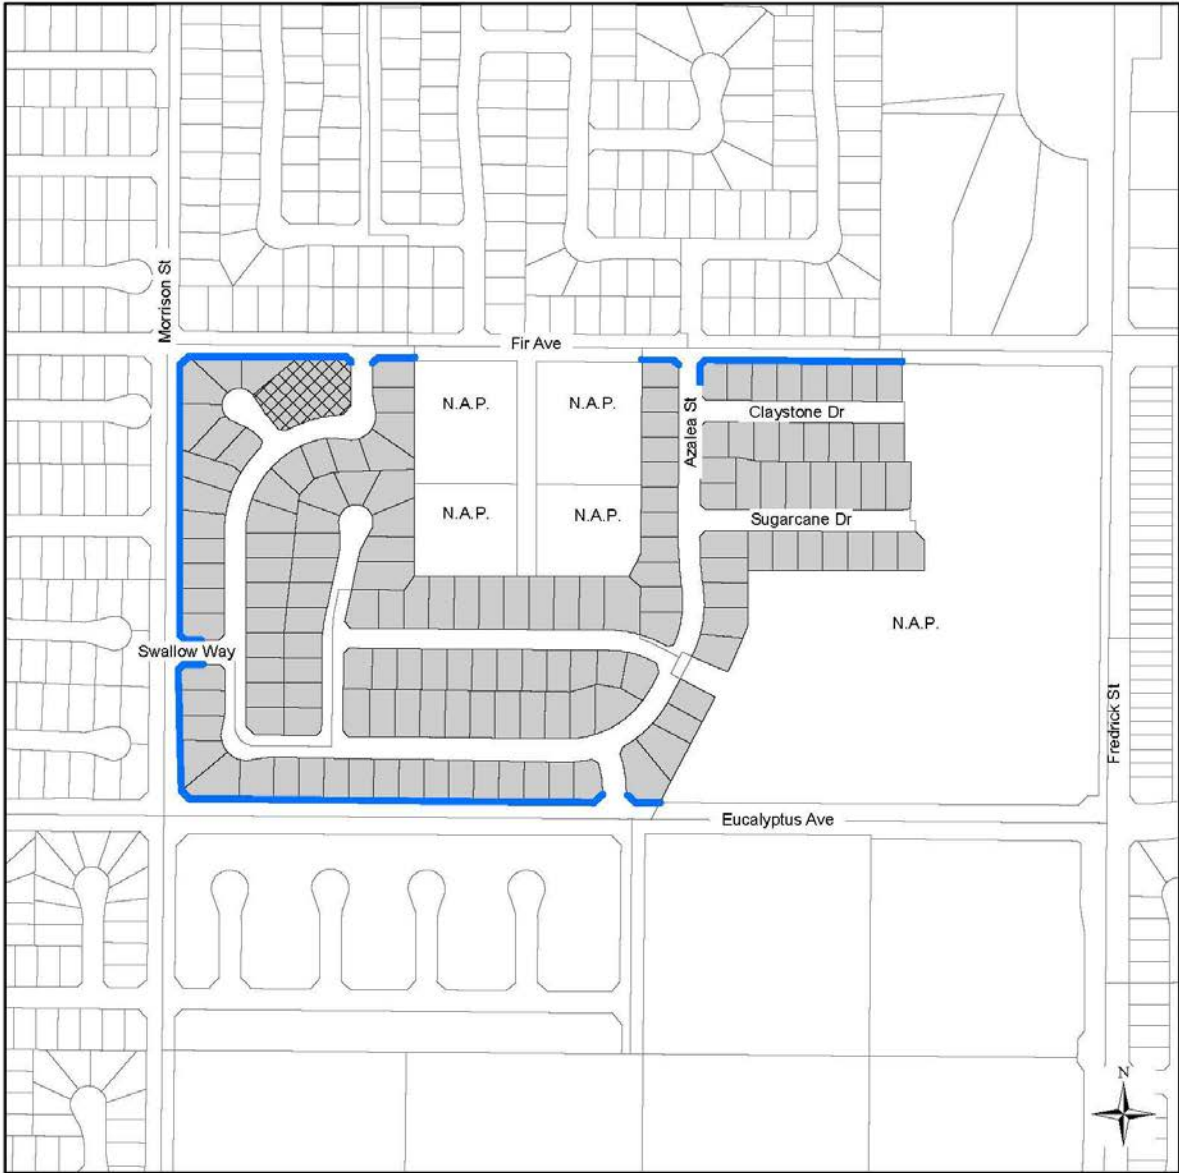 Morrison St
Fir Ave
N.A.P.
N.A.P.
Azalea St
Claystone Dr
N.A.P.
N.A.P.
Sugarcane Dr
N.A.P.
Swallow Way
Fredrick St
Eucalyptus Ave
N